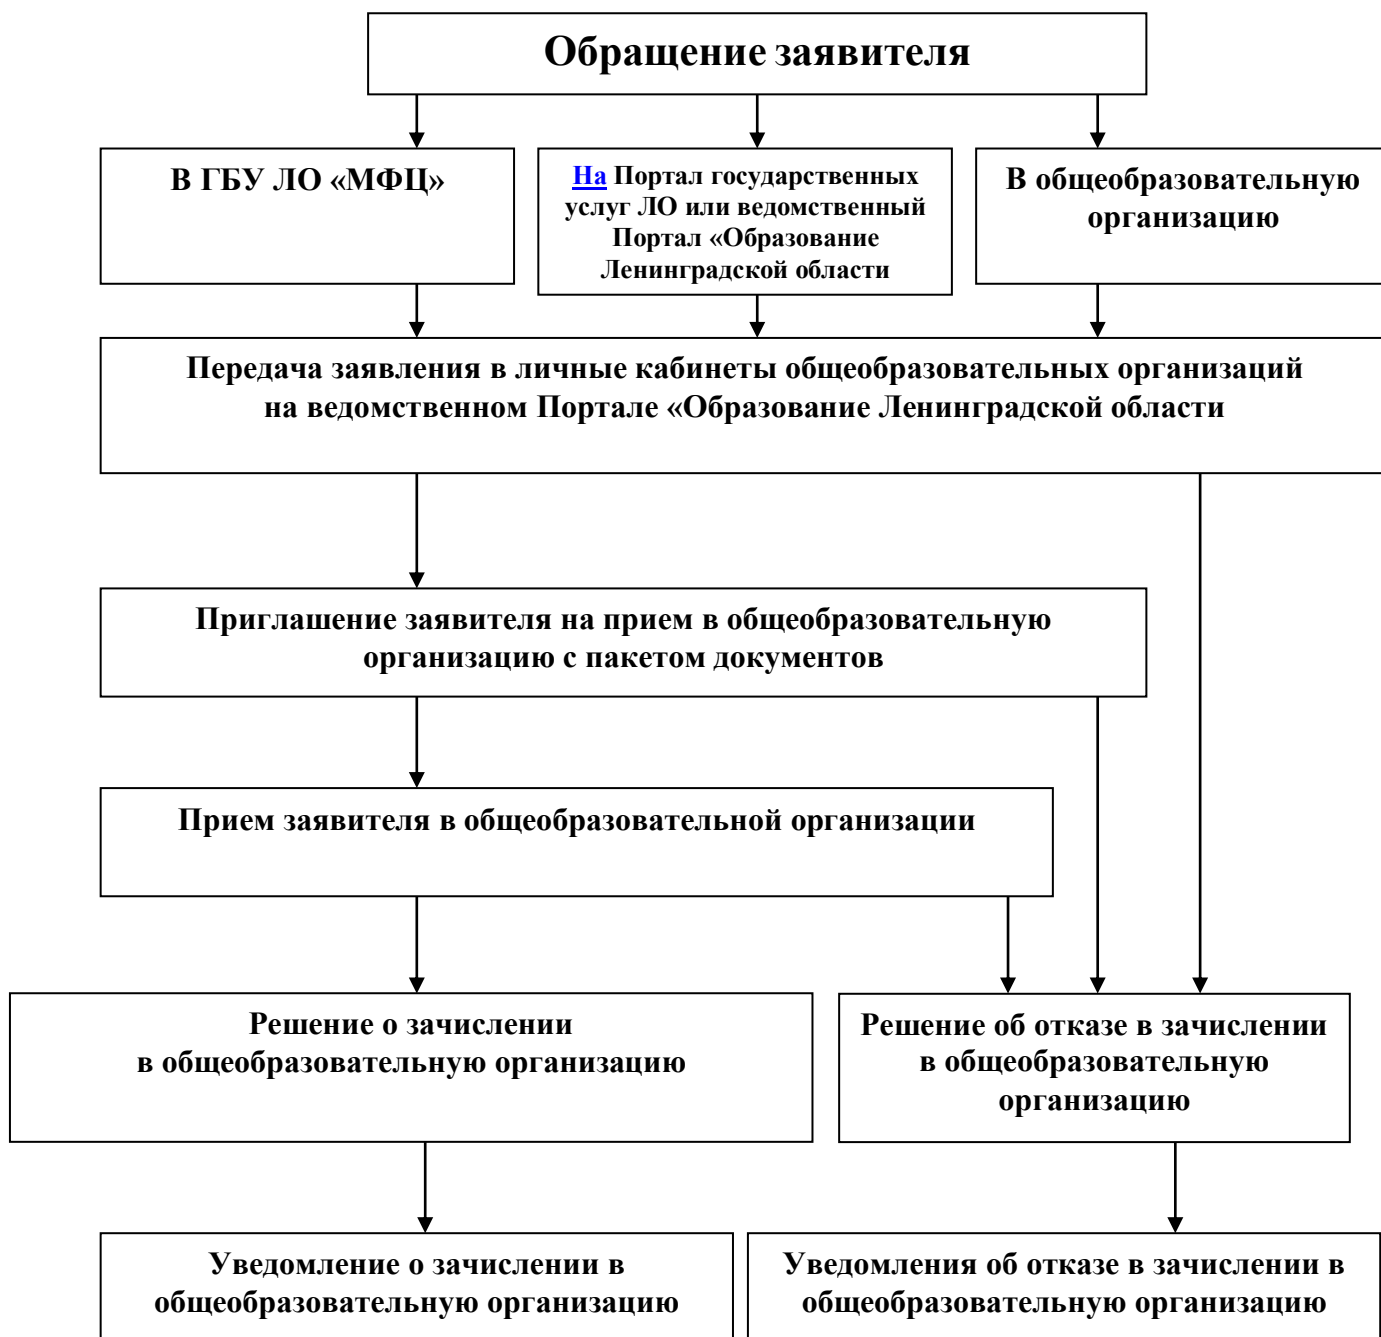 Обращение заявителя
В ГБУ ЛО «МФЦ»
На Портал государственных
услуг ЛО или ведомственный
Портал «Образование
Ленинградской области
В общеобразовательную
организацию
Передача заявления в личные кабинеты общеобразовательных организаций
на ведомственном Портале «Образование Ленинградской области
Приглашение заявителя на прием в общеобразовательную
организацию с пакетом документов
Прием заявителя в общеобразовательной организации
Решение о зачислении
в общеобразовательную организацию
Решение об отказе в зачислении
в общеобразовательную
организацию
Уведомление о зачислении в
общеобразовательную организацию
Уведомления об отказе в зачислении в
общеобразовательную организацию